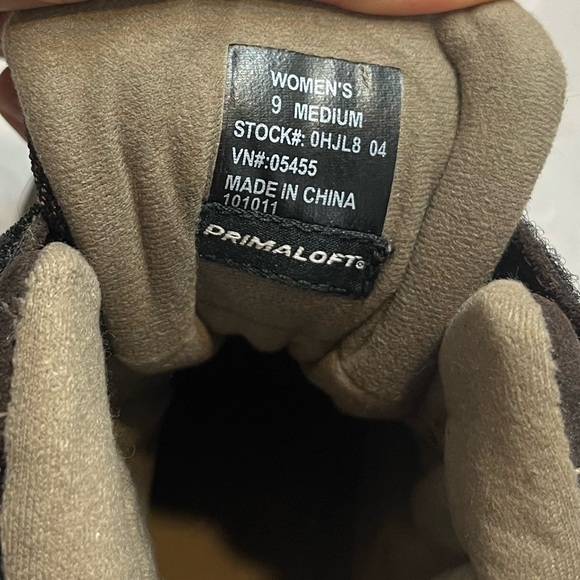 WOMEN'S
9 MEDIUM
STOCK#: 0HJL8 04
VN#:05455
MADE IN CHINA
101011
PRIMALOFT®